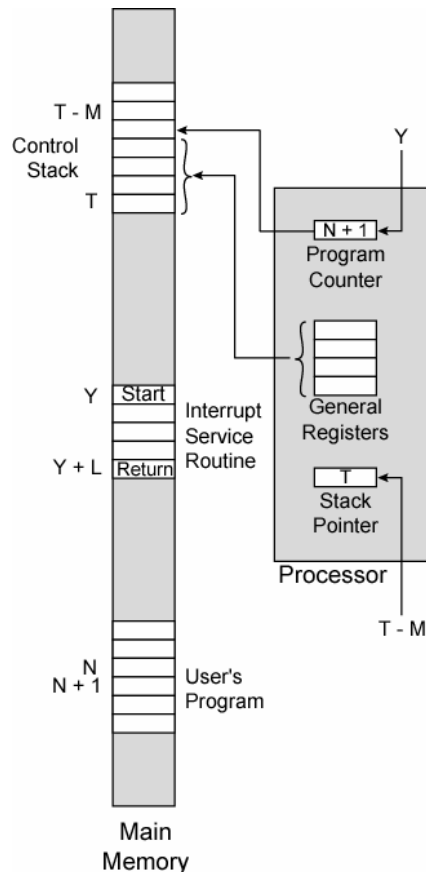 T - M
Control
Stack
T
Y
N + 1
Program
Counter
Y
Start
Interrupt
Service
Routine
Y + L
Return
General
Registers
T
Stack
Pointer
Processor
T - M
N
N + 1
User's
Program
Main
Memory